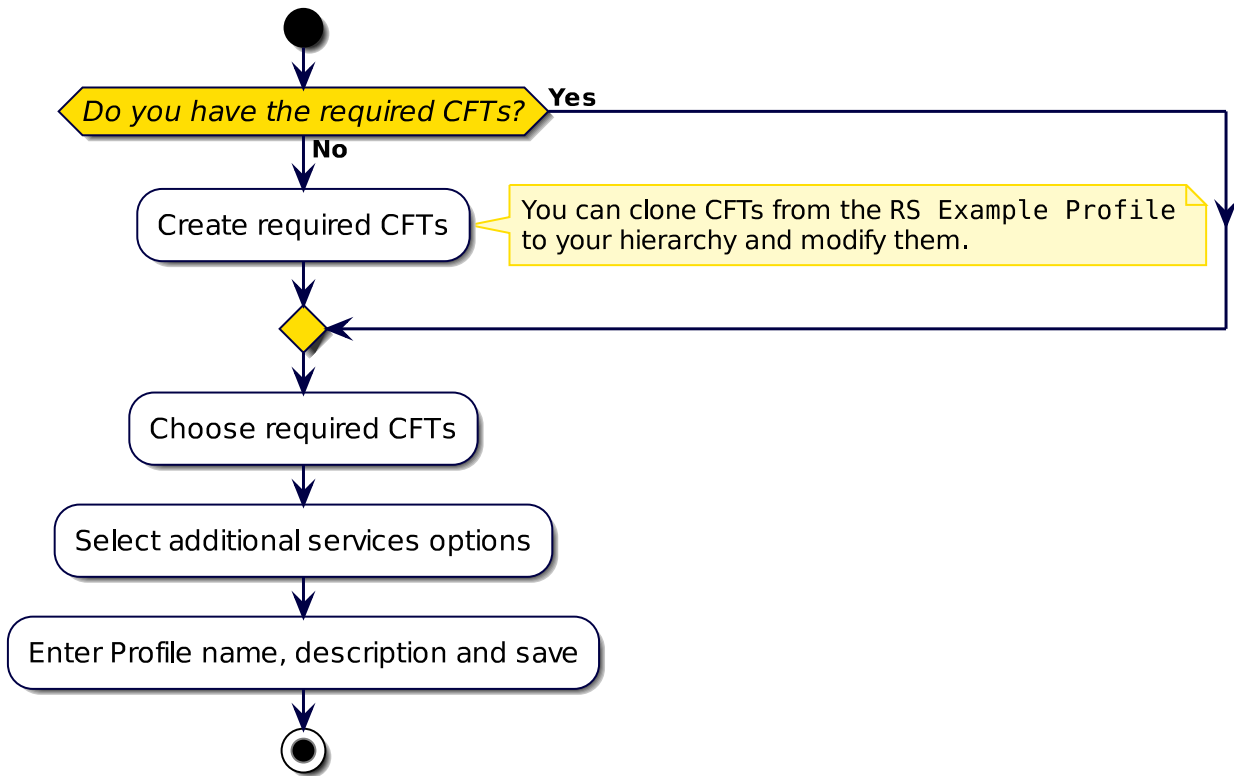 Do you have the required CFTs?
Yes
No
Create required CFTs
You can clone CFTs from the RS Example Profile
to your hierarchy and modify them.
Choose required CFTs
Select additional services options
Enter Profile name, description and save